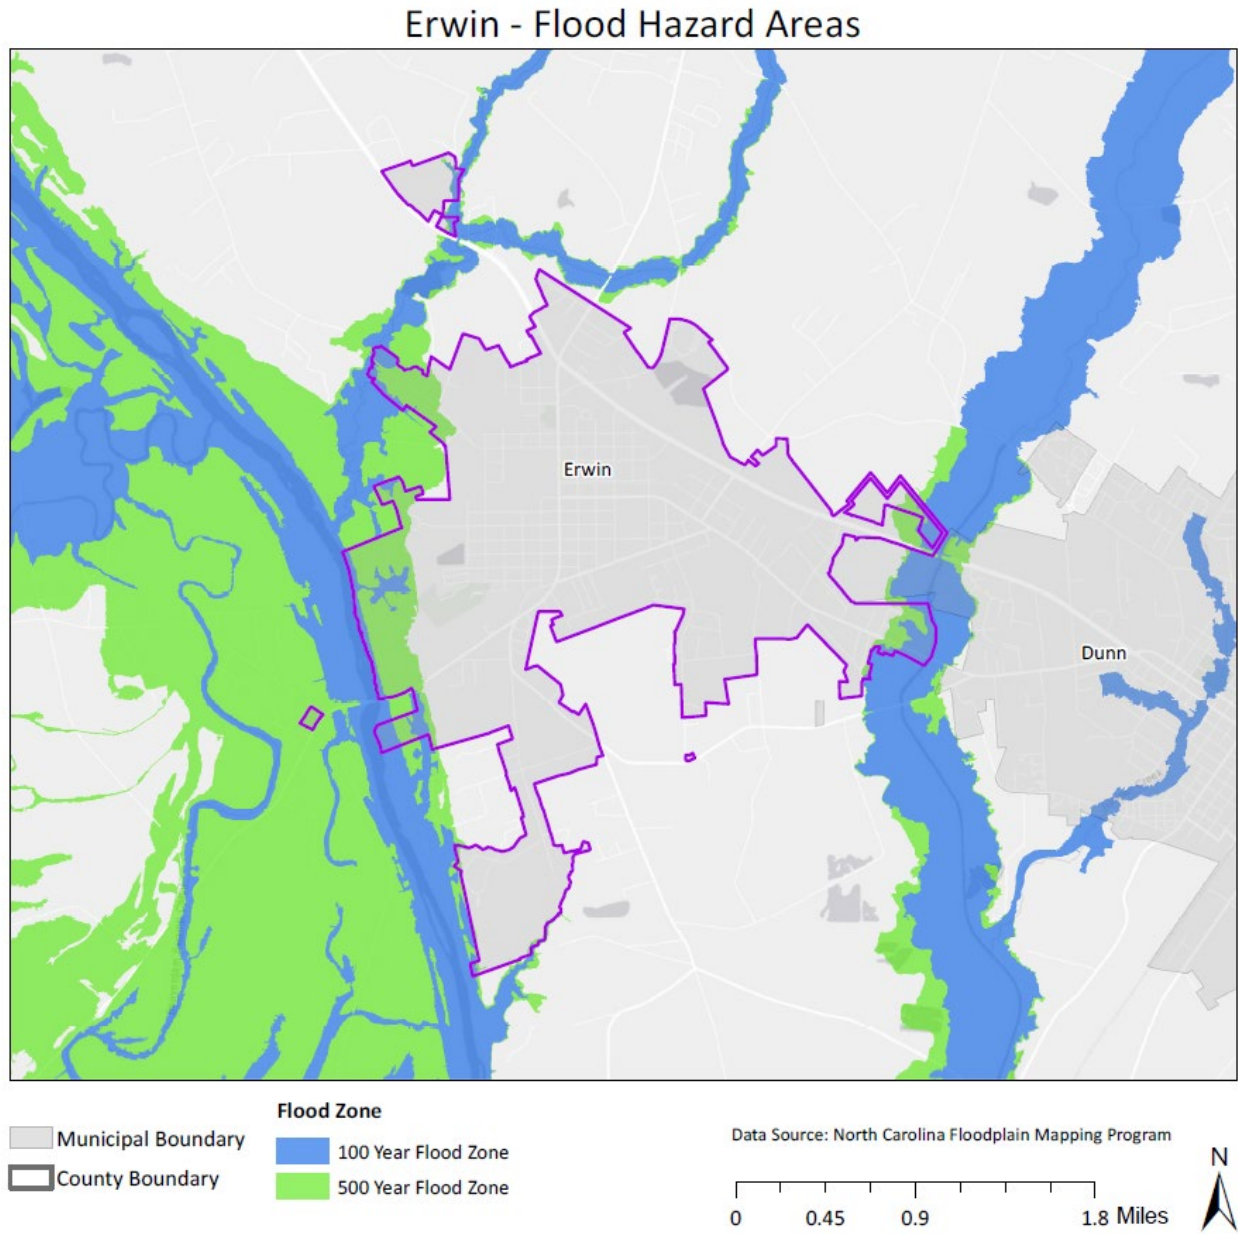 Erwin - Flood Hazard Areas
Erwin
Dunn
Flood Zone
Municipal Boundary
County Boundary
100 Year Flood Zone
500 Year Flood Zone
Data Source: North Carolina Floodplain Mapping Program
0 0.45 0.9 1.8 Miles
N